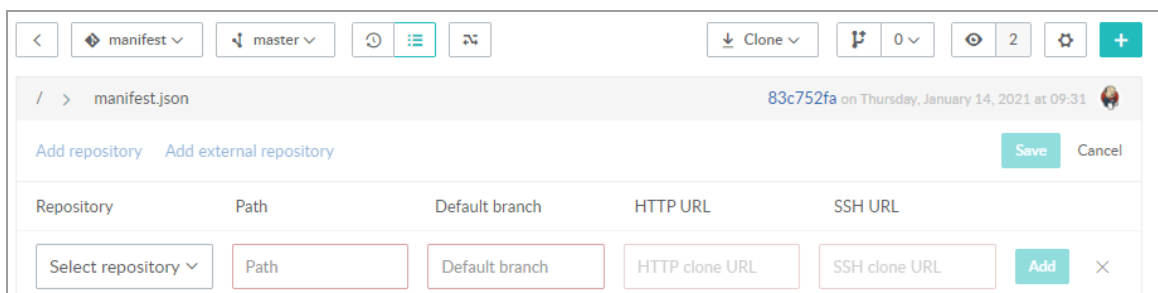 manifest master Clone 0 2
/ > manifest.json 83c752fa on Thursday, January 14, 2021 at 09:31
Add repository Add external repository Save Cancel
Repository Path Default branch HTTP URL SSH URL
Select repository Path Default branch HTTP clone URL SSH clone URL Add